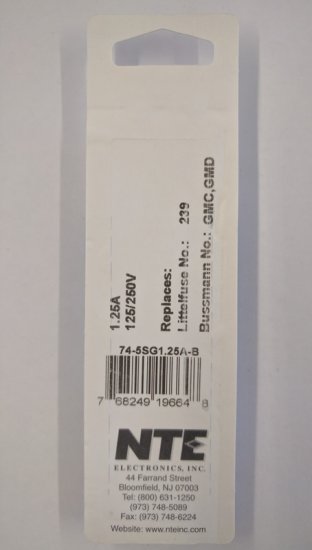 1.25A
125/250V
Replaces:
Littelfuse No.: 239
Bussmann No.: GMC,GMD
74-5SG1.25A-B
7 68249 19664 8
NTE
ELECTRONICS, INC.
44 Farrand Street
Bloomfield, NJ 07003
Tel: (800) 631-1250
(973) 748-5089
Fax: (973) 748-6224
Website: www.nteinc.com